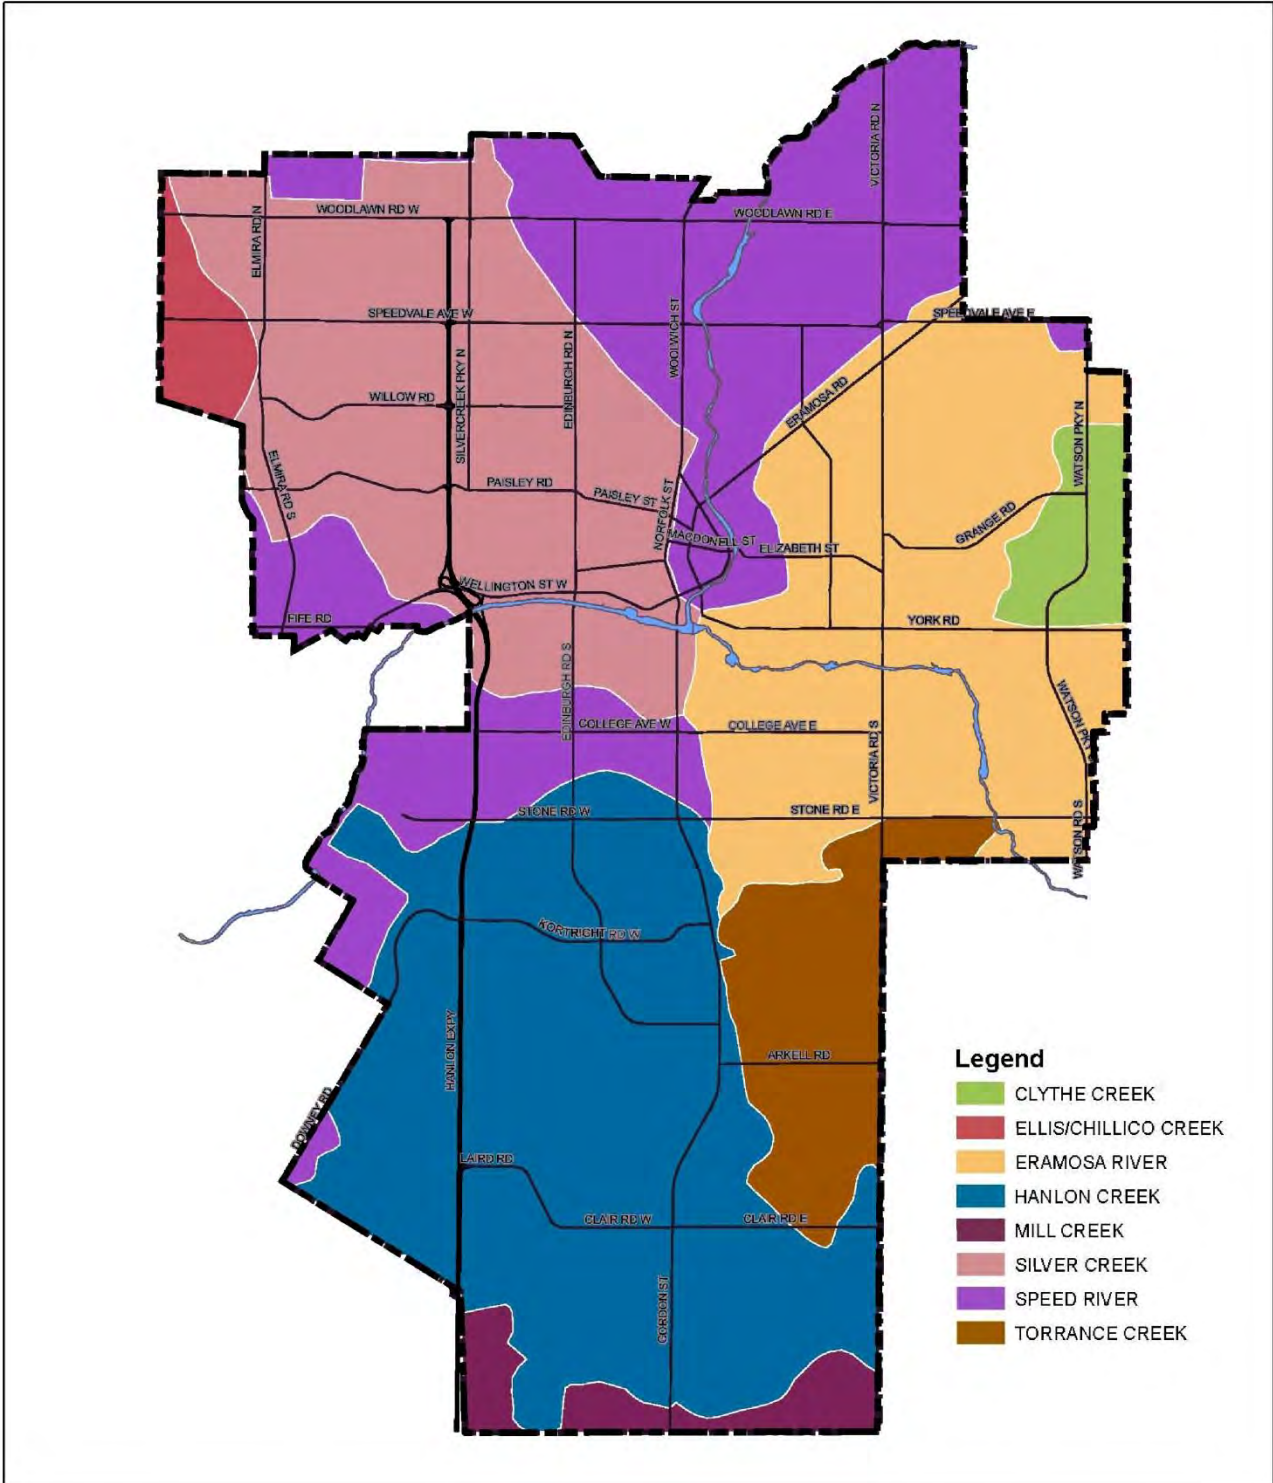 VICTORIA RD N
WOODLAWN RD W
WOODLAWN RD E
ELMIRA RD N
SPEEDVALE AVE W
SPEEDVALE AVE E
WOOLWICH ST
SILVERCREEK PKY N
EDINBURGH RD N
WILLOW RD
ERAMOSA RD
WATSON PKY N
ELMIRA RD S
PAISLEY RD
PAISLEY ST
NORFOLK ST
GRANGE RD
MACDONELL ST
ELIZABETH ST
WELLINGTON ST W
FIFE RD
YORK RD
EDINBURGH RD S
WATSON PKY
COLLEGE AVE W
COLLEGE AVE E
VICTORIA RD S
STONE RD W
STONE RD E
WATSON RD S
KORTRIGHT RD W
HANLON EXPY
ARKELL RD
DOWNEY RD
LAIRD RD
CLAIR RD W
CLAIR RD E
GORDON ST
Legend
CLYTHE CREEK
ELLIS/CHILLICO CREEK
ERAMOSA RIVER
HANLON CREEK
MILL CREEK
SILVER CREEK
SPEED RIVER
TORRANCE CREEK